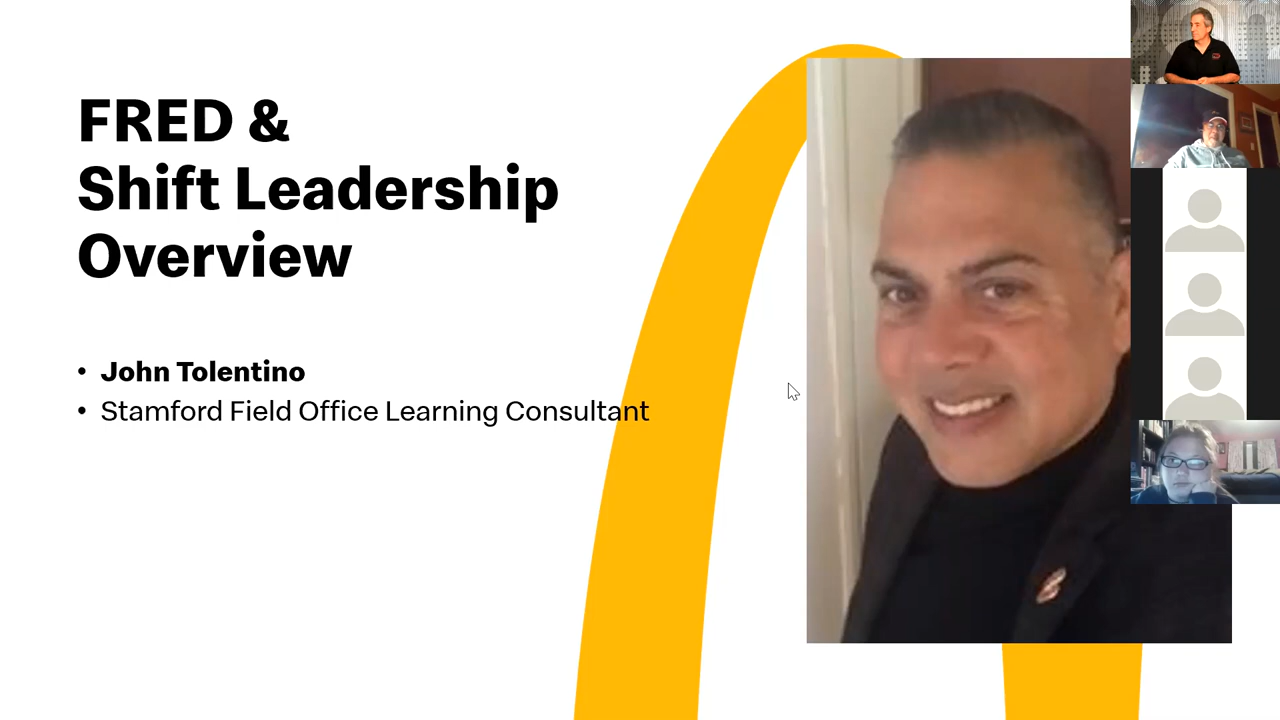 FRED &
Shift Leadership
Overview
• John Tolentino
• Stamford Field Office Learning Consultant